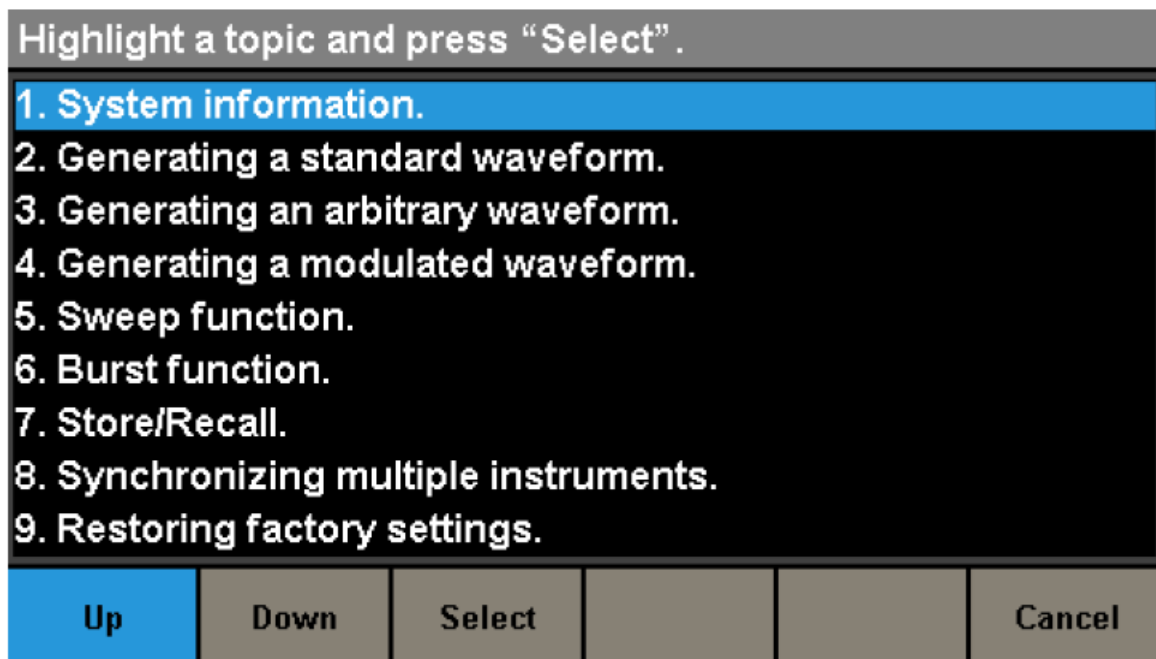 Highlight a topic and press “Select”.
1. System information.
2. Generating a standard waveform.
3. Generating an arbitrary waveform.
4. Generating a modulated waveform.
5. Sweep function.
6. Burst function.
7. Store/Recall.
8. Synchronizing multiple instruments.
9. Restoring factory settings.
Up Down Select Cancel